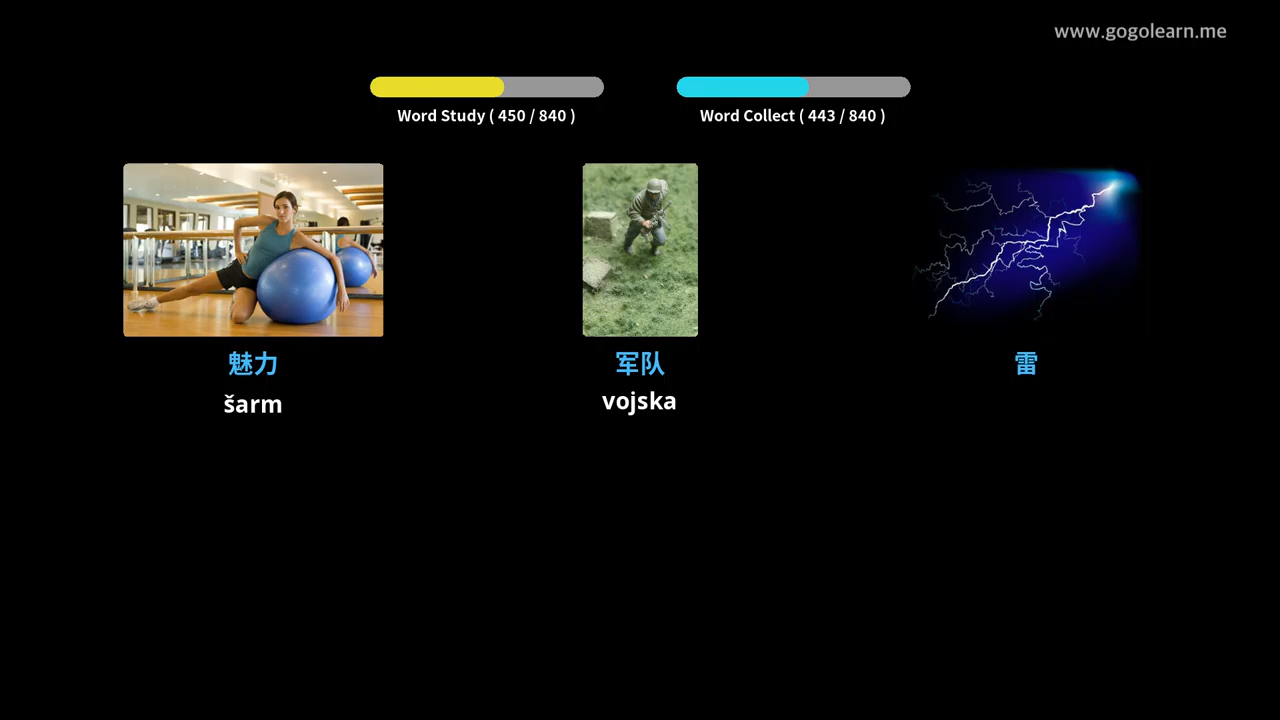 www.gogolearn.me
Word Study ( 450 / 840 )
Word Collect ( 443 / 840 )
魅力
军队
雷
šarm
vojska